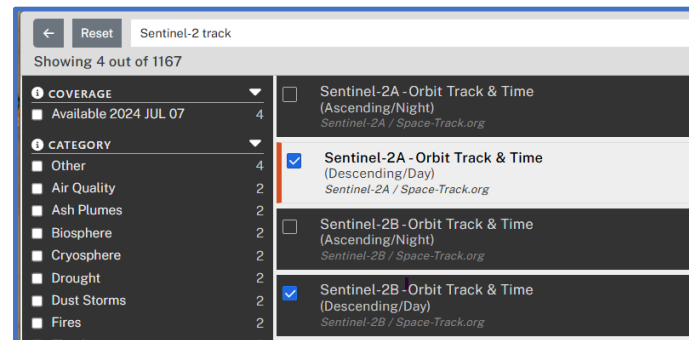 ← Reset Sentinel-2 track
Showing 4 out of 1167
COVERAGE
Available 2024 JUL 07 4
CATEGORY
Other 4
Air Quality 2
Ash Plumes 2
Biosphere 2
Cryosphere 2
Drought 2
Dust Storms 2
Fires 2
Sentinel-2A - Orbit Track & Time
(Ascending/Night)
Sentinel-2A / Space-Track.org
Sentinel-2A - Orbit Track & Time
(Descending/Day)
Sentinel-2A / Space-Track.org
Sentinel-2B - Orbit Track & Time
(Ascending/Night)
Sentinel-2B / Space-Track.org
Sentinel-2B - Orbit Track & Time
(Descending/Day)
Sentinel-2B / Space-Track.org